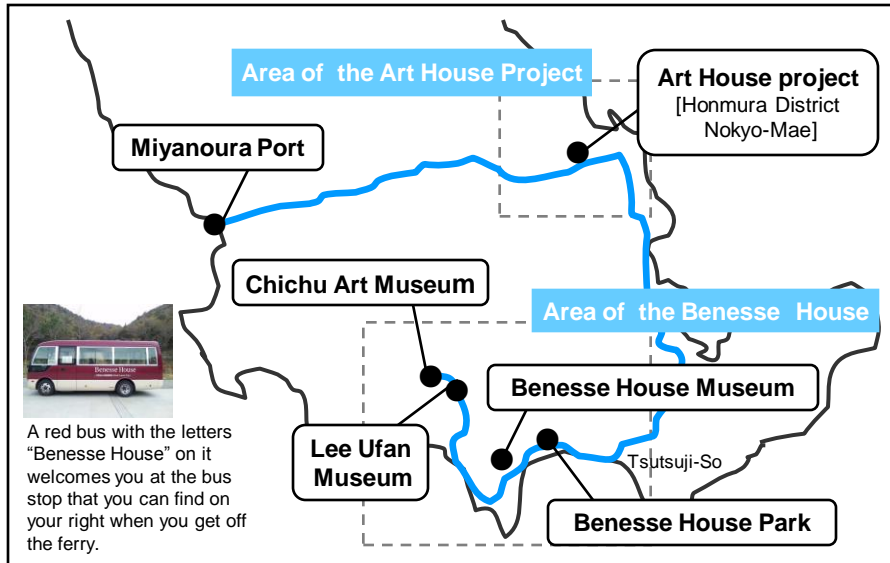 Area of the Art House Project
Art House project
[Honmura District
Nokyo-Mae]
Miyanoura Port
Chichu Art Museum
Area of the Benesse House
Benesse House
Benesse House Museum
Lee Ufan
Museum
Tsutsuji-So
Benesse House Park
A red bus with the letters
“Benesse House” on it
welcomes you at the bus
stop that you can find on
your right when you get off
the ferry.